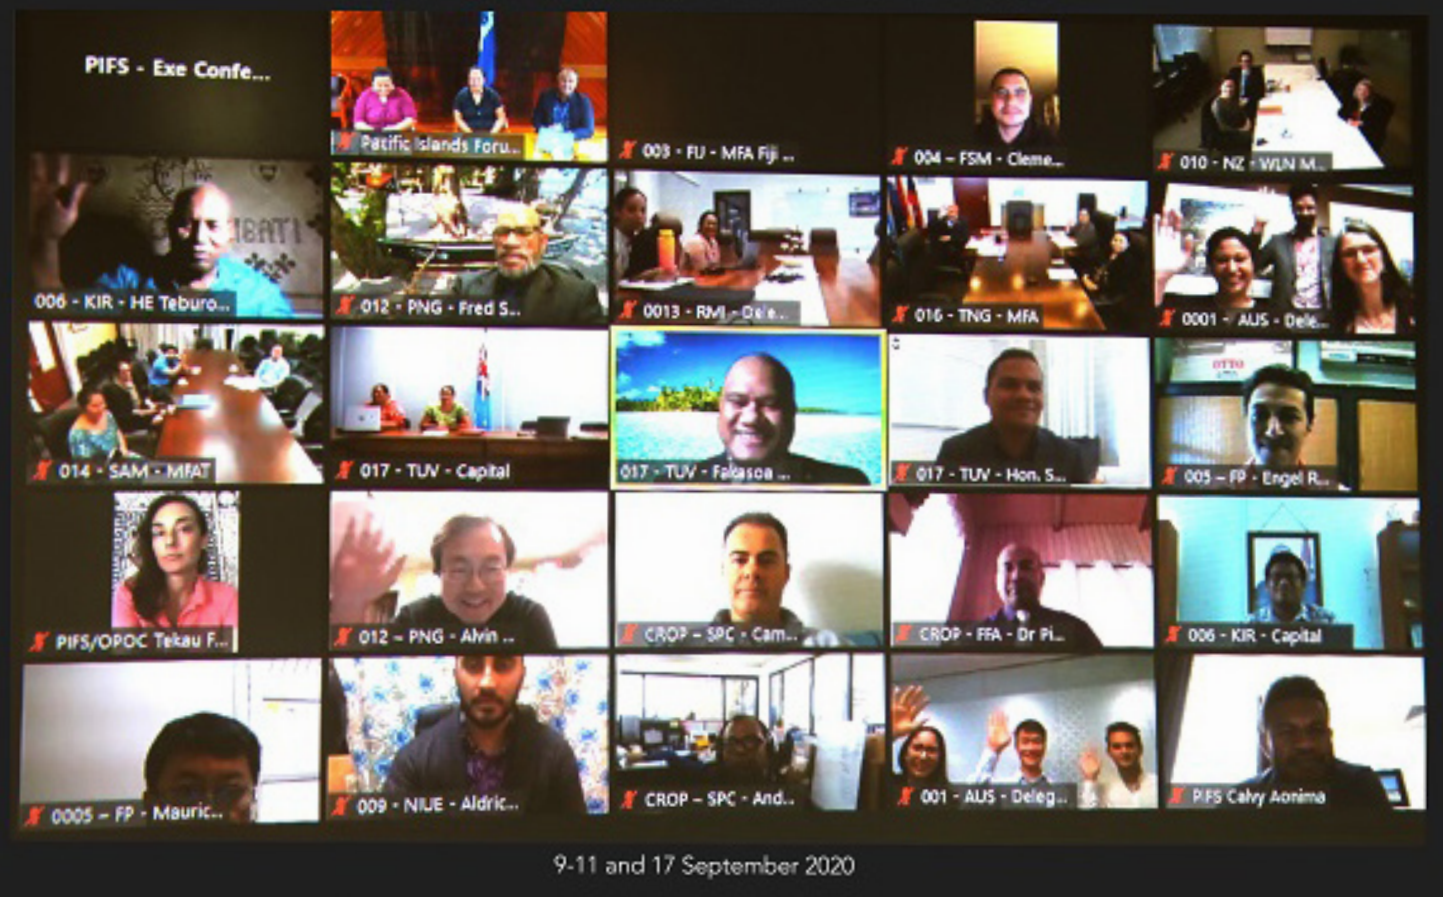 PIFS - Exe Confe...
Pacific Islands Foru...
003 - FIJ - MFA Fiji ...
004 - FSM - Cleme...
010 - NZ - WLN M...
006 - KIR - HE Teburo...
012 - PNG - Fred S...
0013 - RMI - Dele...
016 - TNG - MFA
0001 - AUS - Dele...
014 - SAM - MFAT
017 - TUV - Capital
017 - TUV - Fakasoa ...
017 - TUV - Hon. S...
OTTO
005 - FP - Engel R...
PIFS/OPOC Tekau F...
012 - PNG - Alvin ...
CROP - SPC - Cam...
CROP - FFA - Dr Pi...
006 - KIR - Capital
0005 - FP - Mauric...
009 - NIUE - Aldric...
CROP - SPC - And...
001 - AUS - Deleg...
PIFS Calvy Aonima
9-11 and 17 September 2020